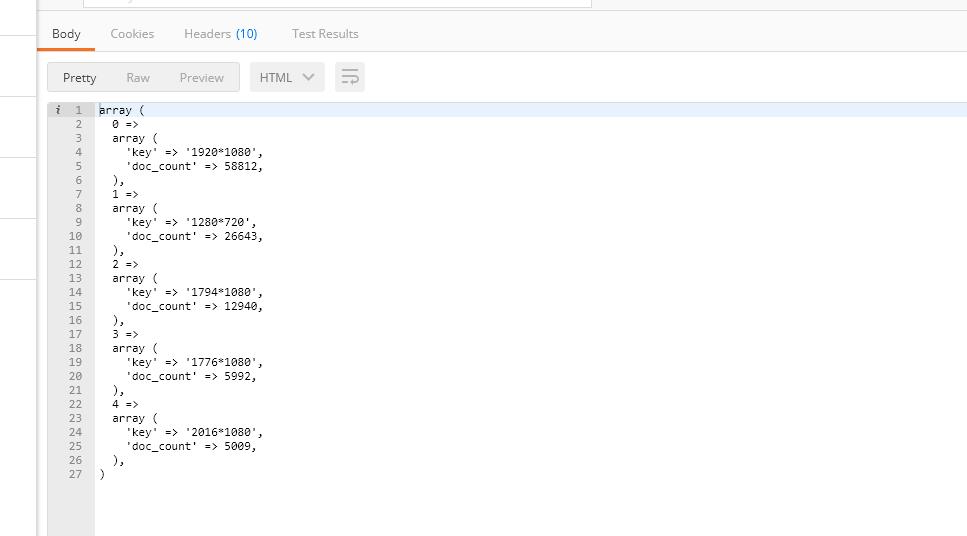 Body Cookies Headers (10) Test Results
Pretty Raw Preview HTML
i 1 array (
2 0 =>
3 array (
4 'key' => '1920*1080',
5 'doc_count' => 58812,
6 ),
7 1 =>
8 array (
9 'key' => '1280*720',
10 'doc_count' => 26643,
11 ),
12 2 =>
13 array (
14 'key' => '1794*1080',
15 'doc_count' => 12940,
16 ),
17 3 =>
18 array (
19 'key' => '1776*1080',
20 'doc_count' => 5992,
21 ),
22 4 =>
23 array (
24 'key' => '2016*1080',
25 'doc_count' => 5009,
26 ),
27 )